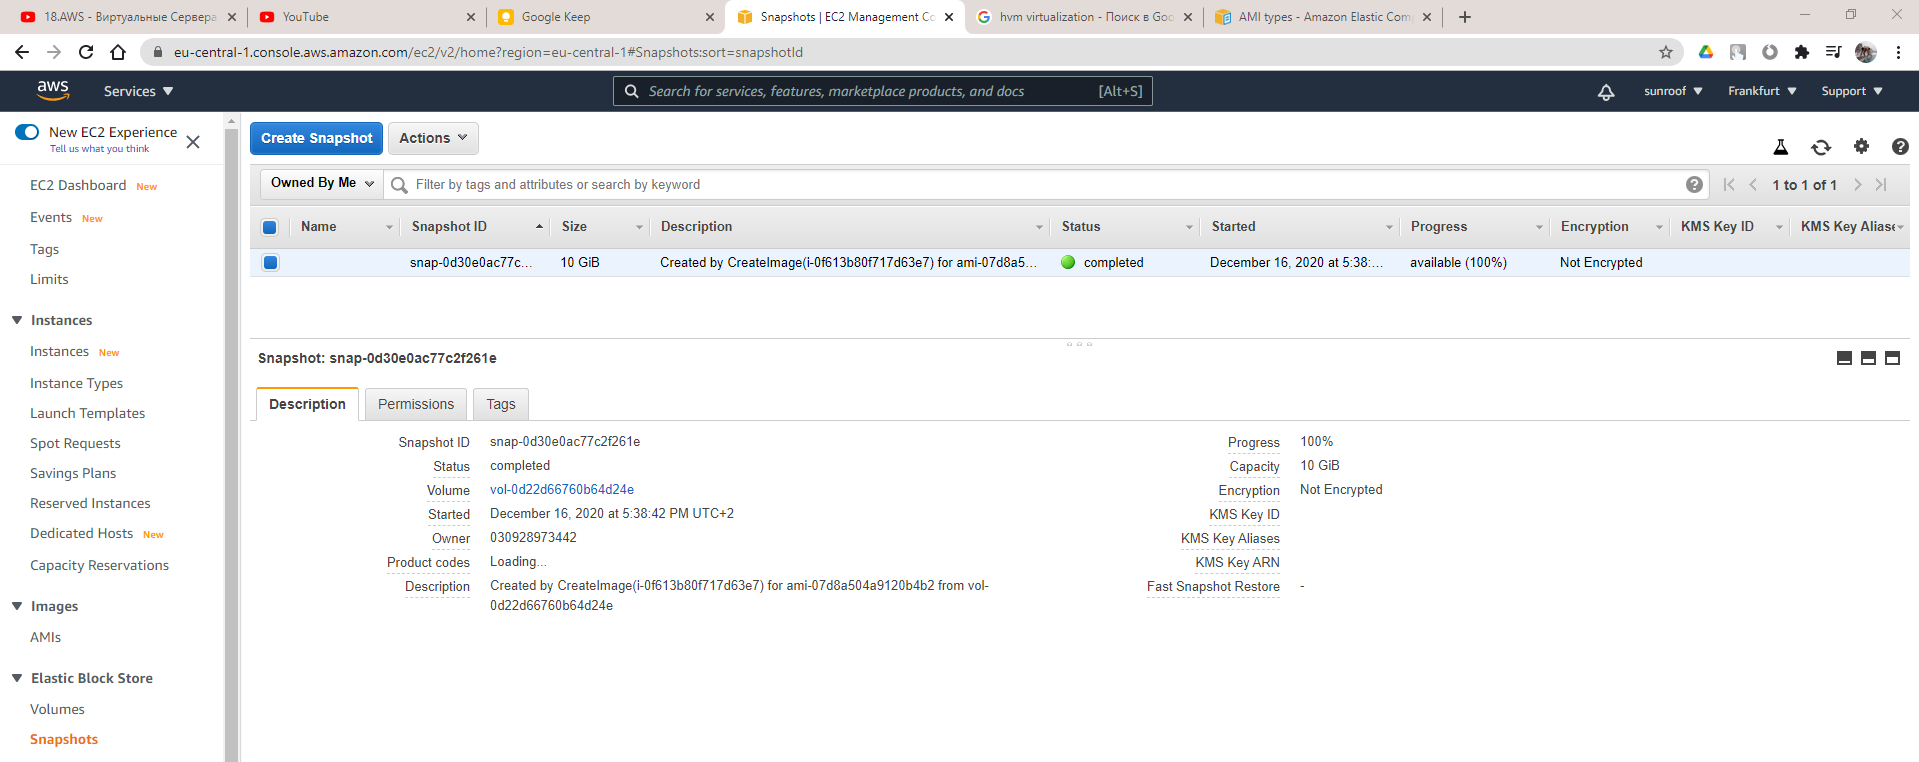 18.AWS - Виртуальные Сервера
YouTube
Google Keep
Snapshots | EC2 Management Co
hvm virtualization - Поиск в Goo
AMI types - Amazon Elastic Com
eu-central-1.console.aws.amazon.com/ec2/v2/home?region=eu-central-1#Snapshots:sort=snapshotId
aws
Services
Search for services, features, marketplace products, and docs [Alt+S]
sunroof
Frankfurt
Support
New EC2 Experience
Tell us what you think
EC2 Dashboard New
Events New
Tags
Limits
Instances
Instances New
Instance Types
Launch Templates
Spot Requests
Savings Plans
Reserved Instances
Dedicated Hosts New
Capacity Reservations
Images
AMIs
Elastic Block Store
Volumes
Snapshots
Create Snapshot
Actions
Owned By Me
Filter by tags and attributes or search by keyword
1 to 1 of 1
Name Snapshot ID Size Description Status Started Progress Encryption KMS Key ID KMS Key Aliase
snap-0d30e0ac77c... 10 GiB Created by CreateImage(i-0f613b80f717d63e7) for ami-07d8a5... completed December 16, 2020 at 5:38:... available (100%) Not Encrypted
Snapshot: snap-0d30e0ac77c2f261e
Description
Permissions
Tags
Snapshot ID snap-0d30e0ac77c2f261e
Status completed
Volume vol-0d22d66760b64d24e
Started December 16, 2020 at 5:38:42 PM UTC+2
Owner 030928973442
Product codes Loading...
Description Created by CreateImage(i-0f613b80f717d63e7) for ami-07d8a504a9120b4b2 from vol-
0d22d66760b64d24e
Progress 100%
Capacity 10 GiB
Encryption Not Encrypted
KMS Key ID
KMS Key Aliases
KMS Key ARN
Fast Snapshot Restore -